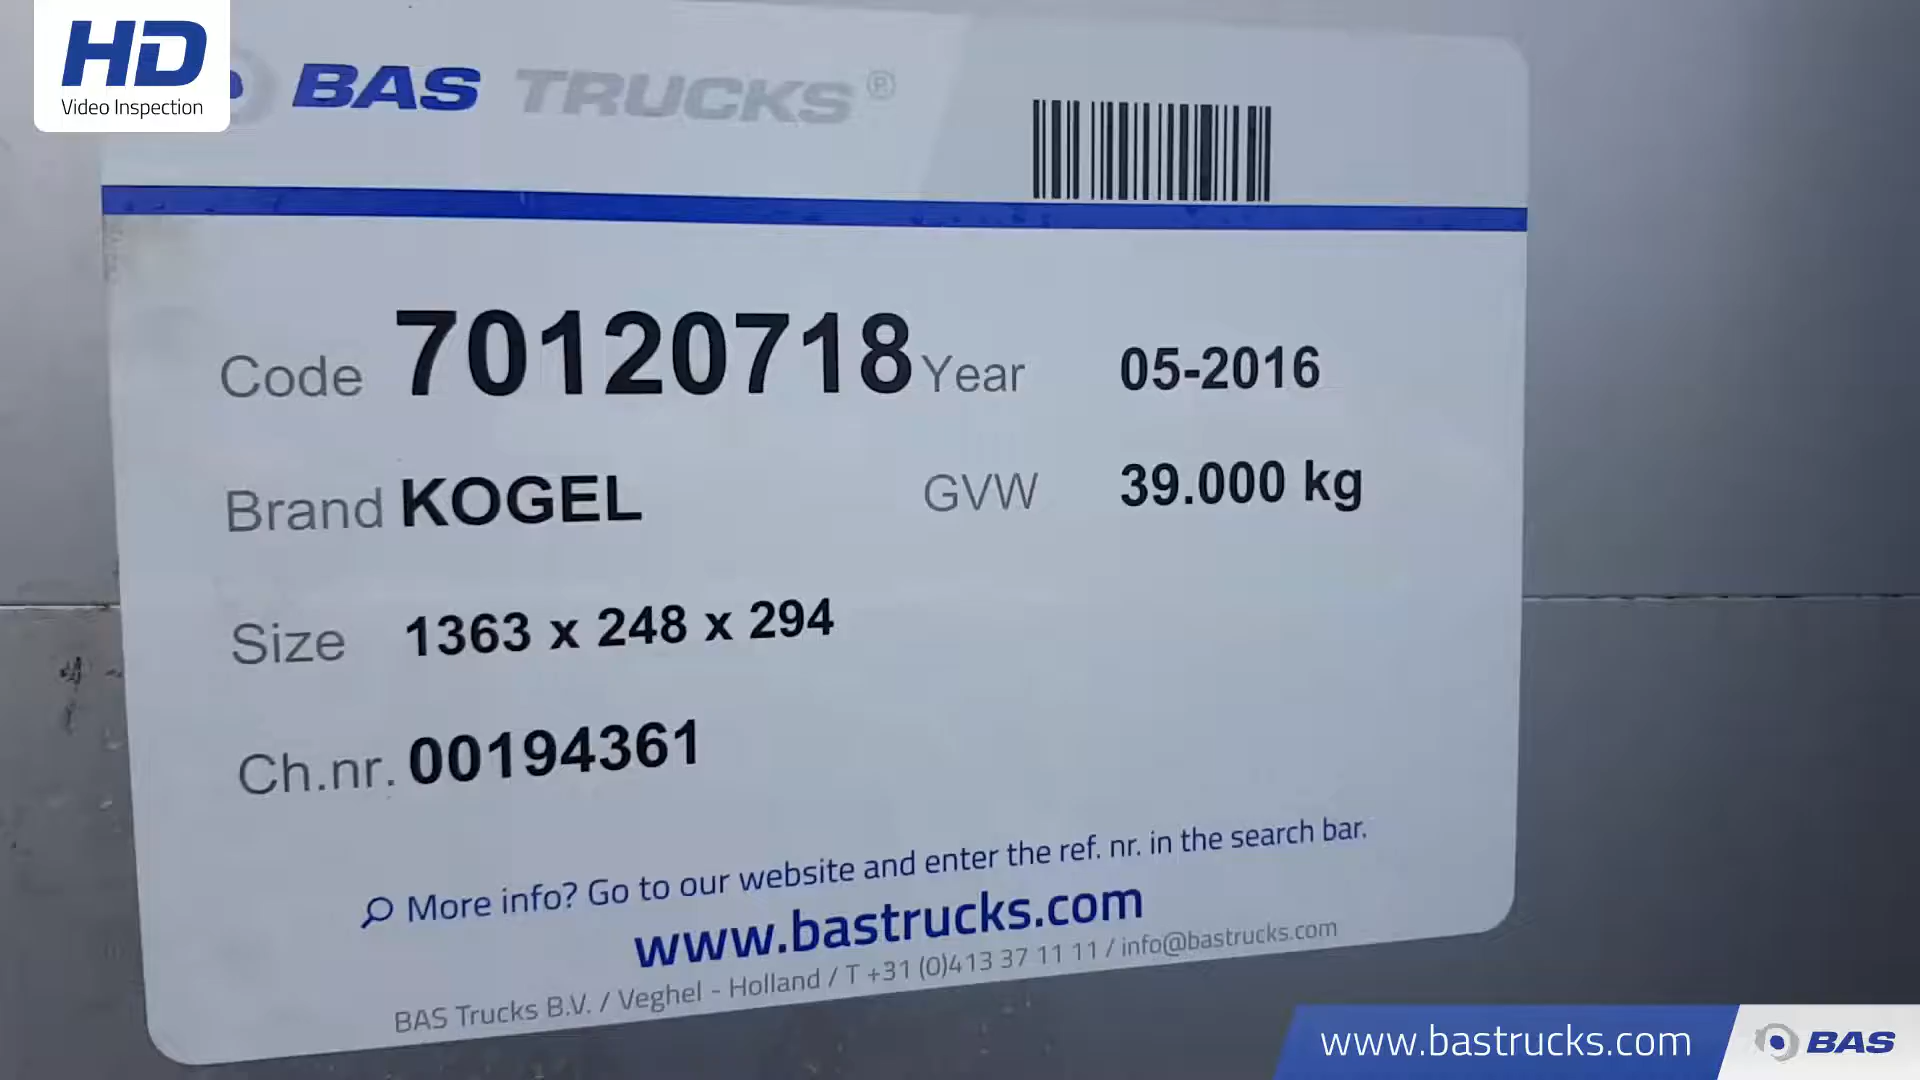 HD
Video Inspection
BAS TRUCKS®
Code 70120718 Year 05-2016
Brand KOGEL GVW 39.000 kg
Size 1363 x 248 x 294
Ch.nr. 00194361
More info? Go to our website and enter the ref. nr. in the search bar.
www.bastrucks.com
BAS Trucks B.V. / Veghel - Holland / T +31 (0)413 37 11 11 / info@bastrucks.com
www.bastrucks.com BAS